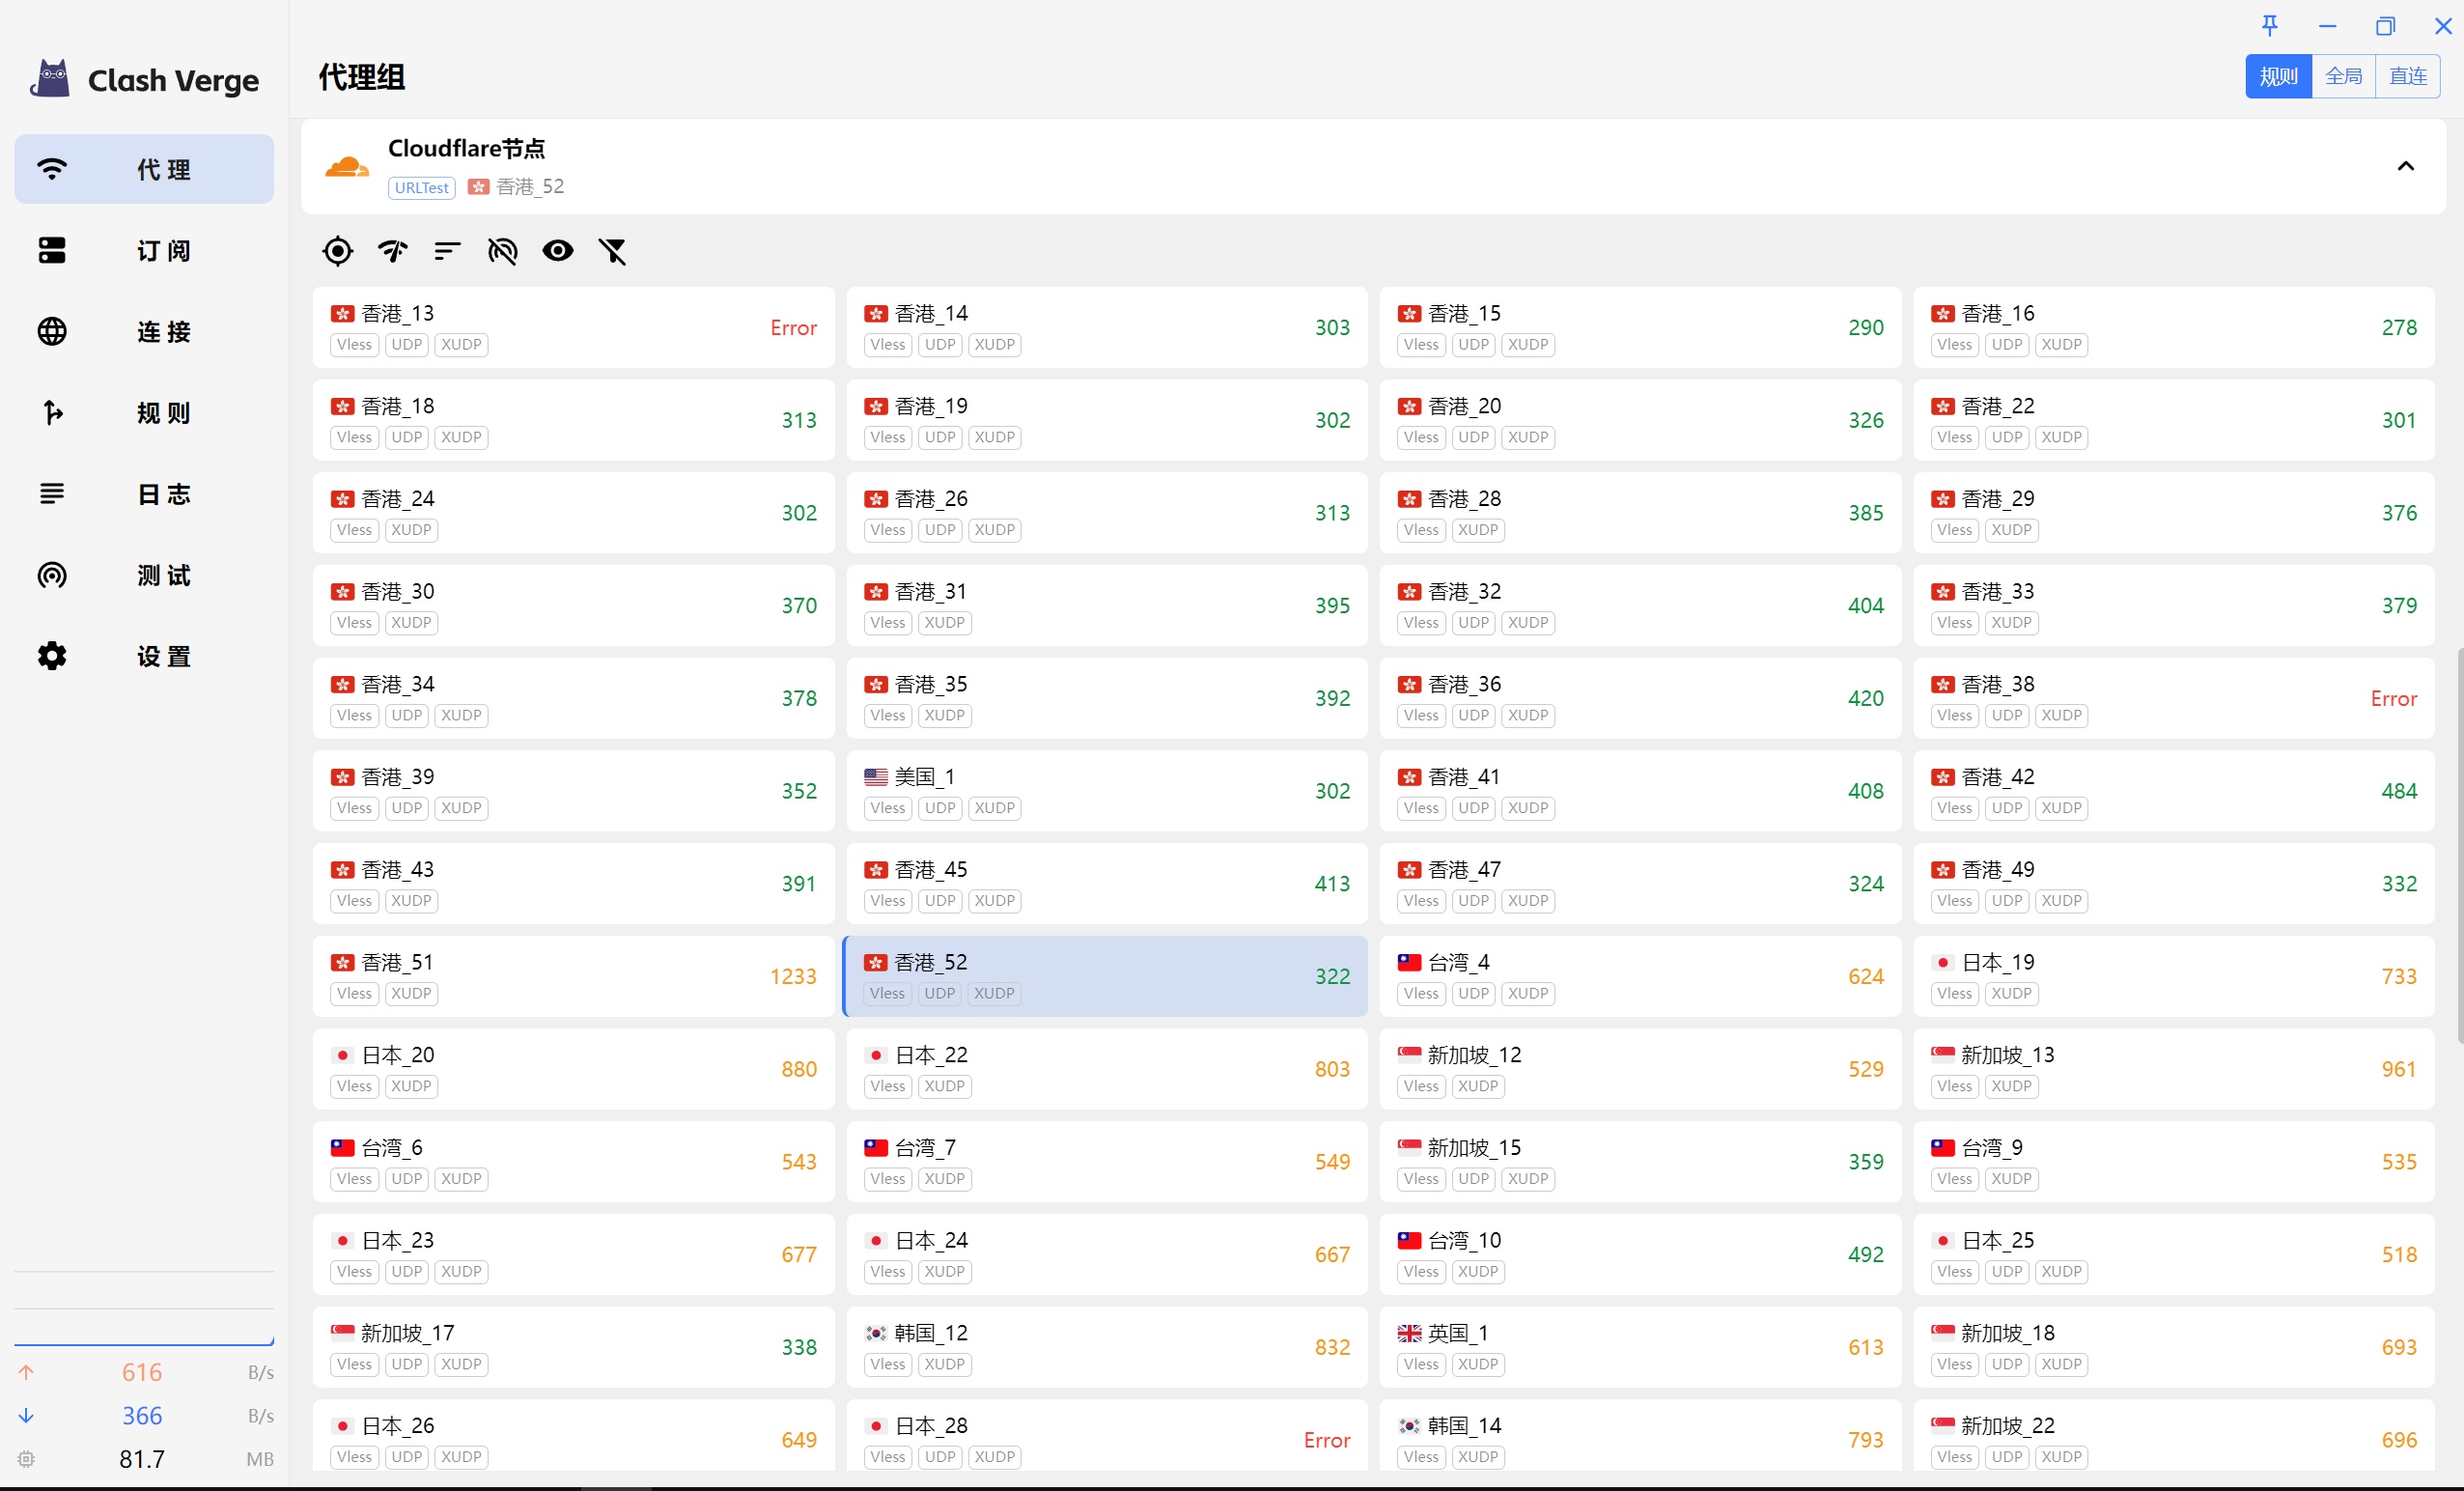 Clash Verge
代 理
订 阅
连 接
规 则
日 志
测 试
设 置
616 B/s
366 B/s
81.7 MB
代理组
规则 全局 直连
Cloudflare节点
URLTest 香港_52
香港_13 Error
Vless UDP XUDP
香港_14 303
Vless UDP XUDP
香港_15 290
Vless UDP XUDP
香港_16 278
Vless UDP XUDP
香港_18 313
Vless UDP XUDP
香港_19 302
Vless UDP XUDP
香港_20 326
Vless UDP XUDP
香港_22 301
Vless UDP XUDP
香港_24 302
Vless XUDP
香港_26 313
Vless UDP XUDP
香港_28 385
Vless XUDP
香港_29 376
Vless XUDP
香港_30 370
Vless XUDP
香港_31 395
Vless XUDP
香港_32 404
Vless UDP XUDP
香港_33 379
Vless XUDP
香港_34 378
Vless UDP XUDP
香港_35 392
Vless XUDP
香港_36 420
Vless UDP XUDP
香港_38 Error
Vless UDP XUDP
香港_39 352
Vless UDP XUDP
美国_1 302
Vless UDP XUDP
香港_41 408
Vless UDP XUDP
香港_42 484
Vless UDP XUDP
香港_43 391
Vless XUDP
香港_45 413
Vless UDP XUDP
香港_47 324
Vless UDP XUDP
香港_49 332
Vless UDP XUDP
香港_51 1233
Vless XUDP
香港_52 322
Vless UDP XUDP
台湾_4 624
Vless UDP XUDP
日本_19 733
Vless XUDP
日本_20 880
Vless XUDP
日本_22 803
Vless XUDP
新加坡_12 529
Vless XUDP
新加坡_13 961
Vless XUDP
台湾_6 543
Vless UDP XUDP
台湾_7 549
Vless XUDP
新加坡_15 359
Vless UDP XUDP
台湾_9 535
Vless XUDP
日本_23 677
Vless UDP XUDP
日本_24 667
Vless XUDP
台湾_10 492
Vless XUDP
日本_25 518
Vless UDP XUDP
新加坡_17 338
Vless UDP XUDP
韩国_12 832
Vless XUDP
英国_1 613
Vless XUDP
新加坡_18 693
Vless UDP XUDP
日本_26 649
Vless UDP XUDP
日本_28 Error
Vless UDP XUDP
韩国_14 793
Vless XUDP
新加坡_22 696
Vless UDP XUDP